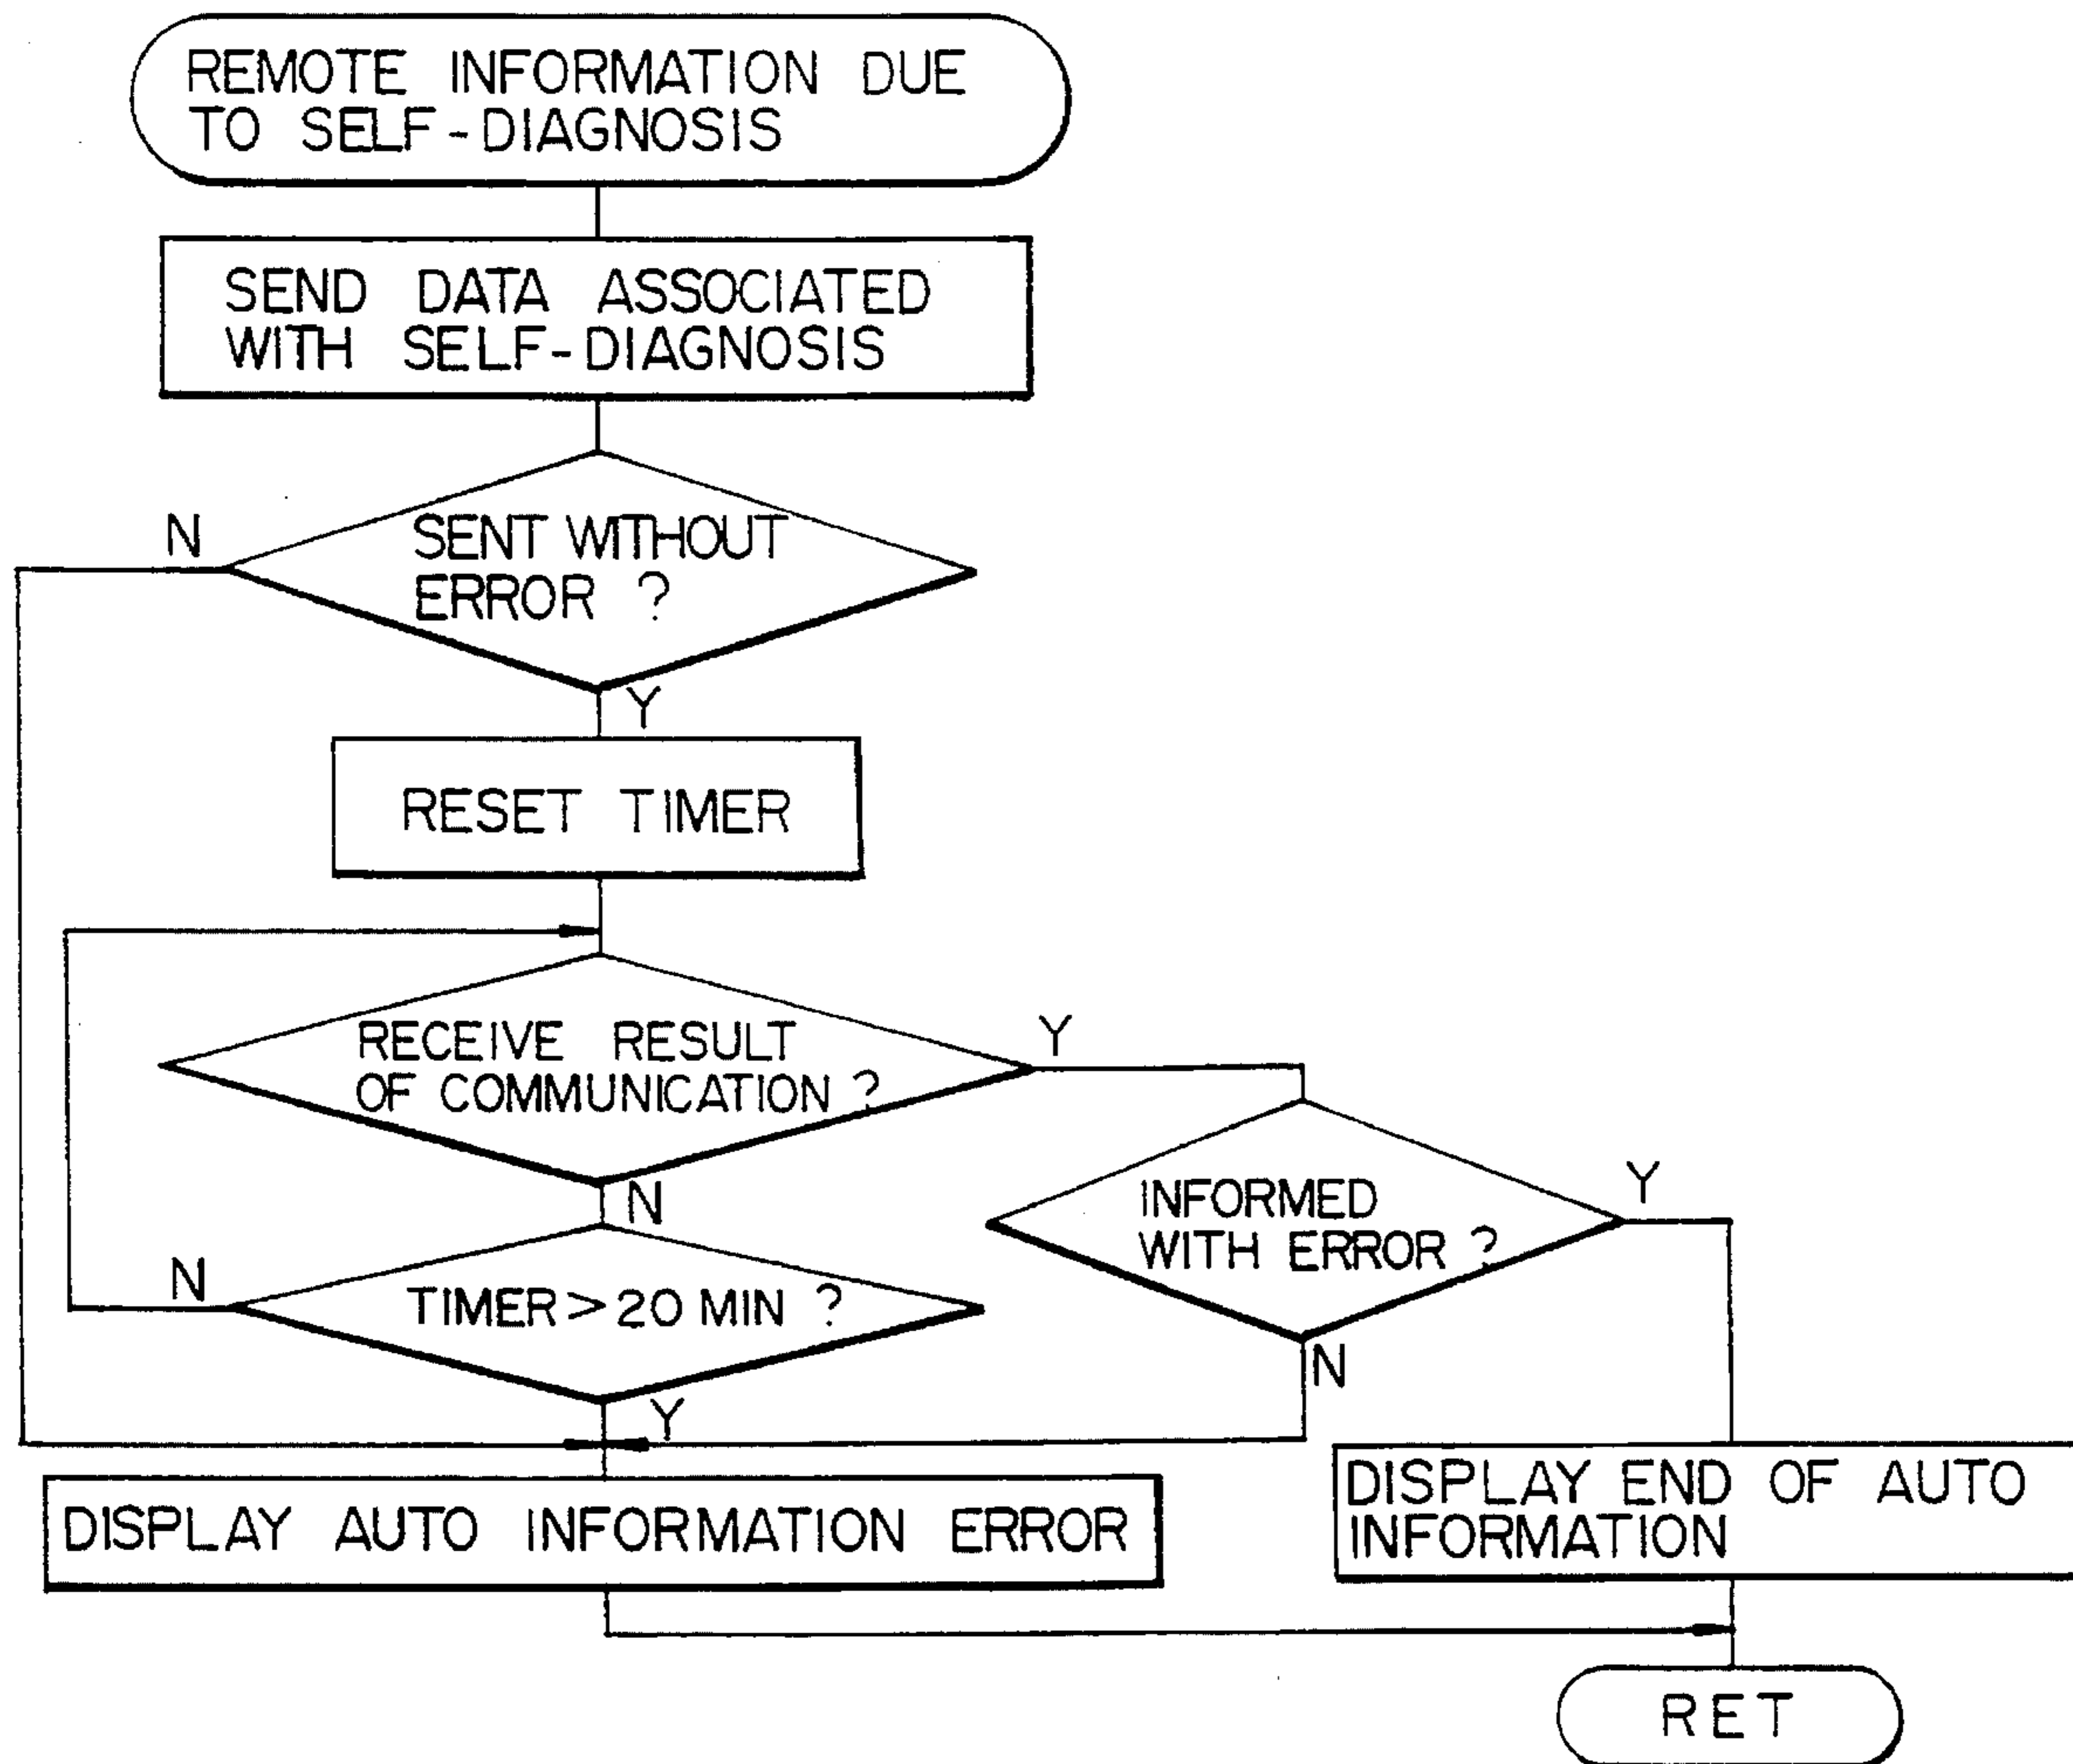 REMOTE INFORMATION DUE
TO SELF-DIAGNOSIS
SEND DATA ASSOCIATED
WITH SELF-DIAGNOSIS
N
SENT WITHOUT
ERROR ?
Y
RESET TIMER
RECEIVE RESULT
OF COMMUNICATION ?
Y
N
INFORMED
WITH ERROR ?
Y
N
N
TIMER > 20 MIN ?
Y
DISPLAY AUTO INFORMATION ERROR
DISPLAY END OF AUTO
INFORMATION
RET